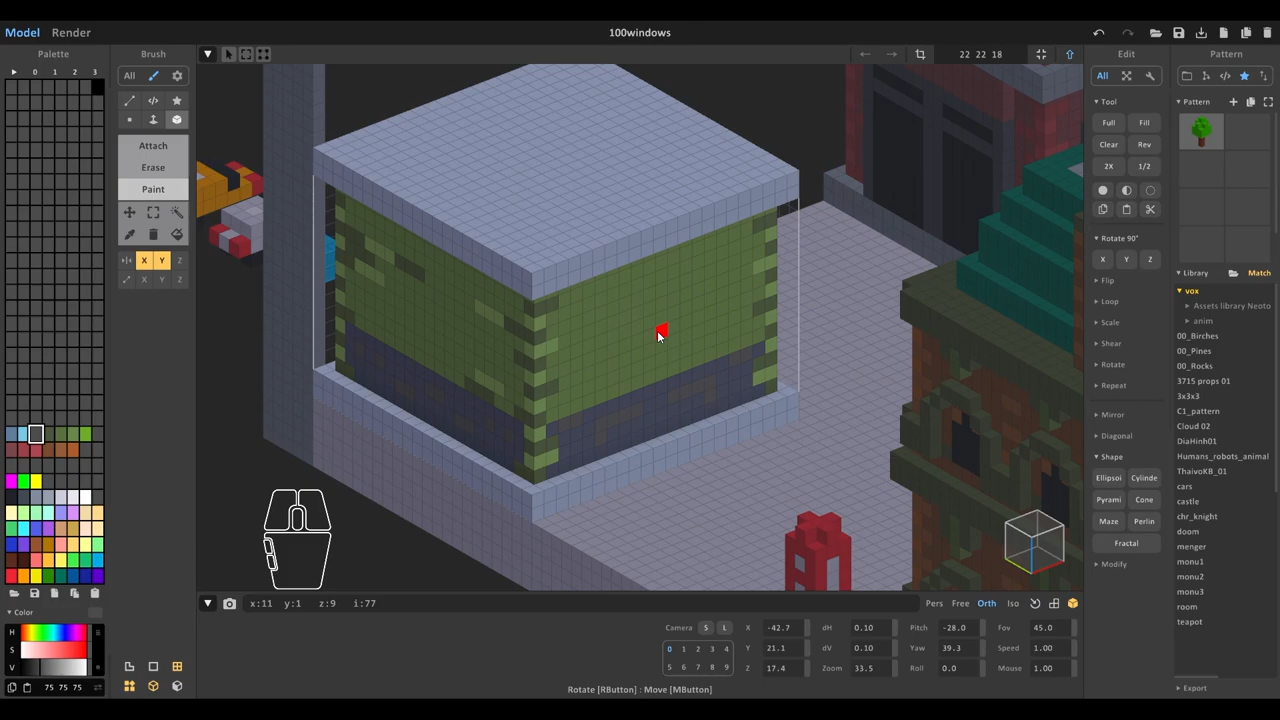 Model Render 100windows
Palette Brush 22 22 18 Edit Pattern
0 1 2 3
All All
Tool Pattern
Full Fill
Attach Clear Rev
Erase 2X 1/2
Paint
Rotate 90°
X Y Z X Y Z
X Y Z Flip
Loop
Scale
Shear
Rotate
Repeat
Mirror
Diagonal
Shape
Ellipsoi Cylinde
Pyrami Cone
Maze Perlin
Fractal
Modify
Library Match
vox
Assets library Neoto
anim
00_Birches
00_Pines
00_Rocks
3715 props 01
3x3x3
C1_pattern
Cloud 02
DiaHinh01
Humans_robots_animal
ThaivoKB_01
cars
castle
chr_knight
doom
menger
monu1
monu2
monu3
room
teapot
Export
x:11 y:1 z:9 i:77 Pers Free Orth Iso
Color
H
S
V
75 75 75
Camera S L X -42.7 dH 0.10 Pitch -28.0 Fov 45.0
0 1 2 3 4 Y 21.1 dV 0.10 Yaw 39.3 Speed 1.00
5 6 7 8 9 Z 17.4 Zoom 33.5 Roll 0.0 Mouse 1.00
Rotate [RButton] : Move [MButton]